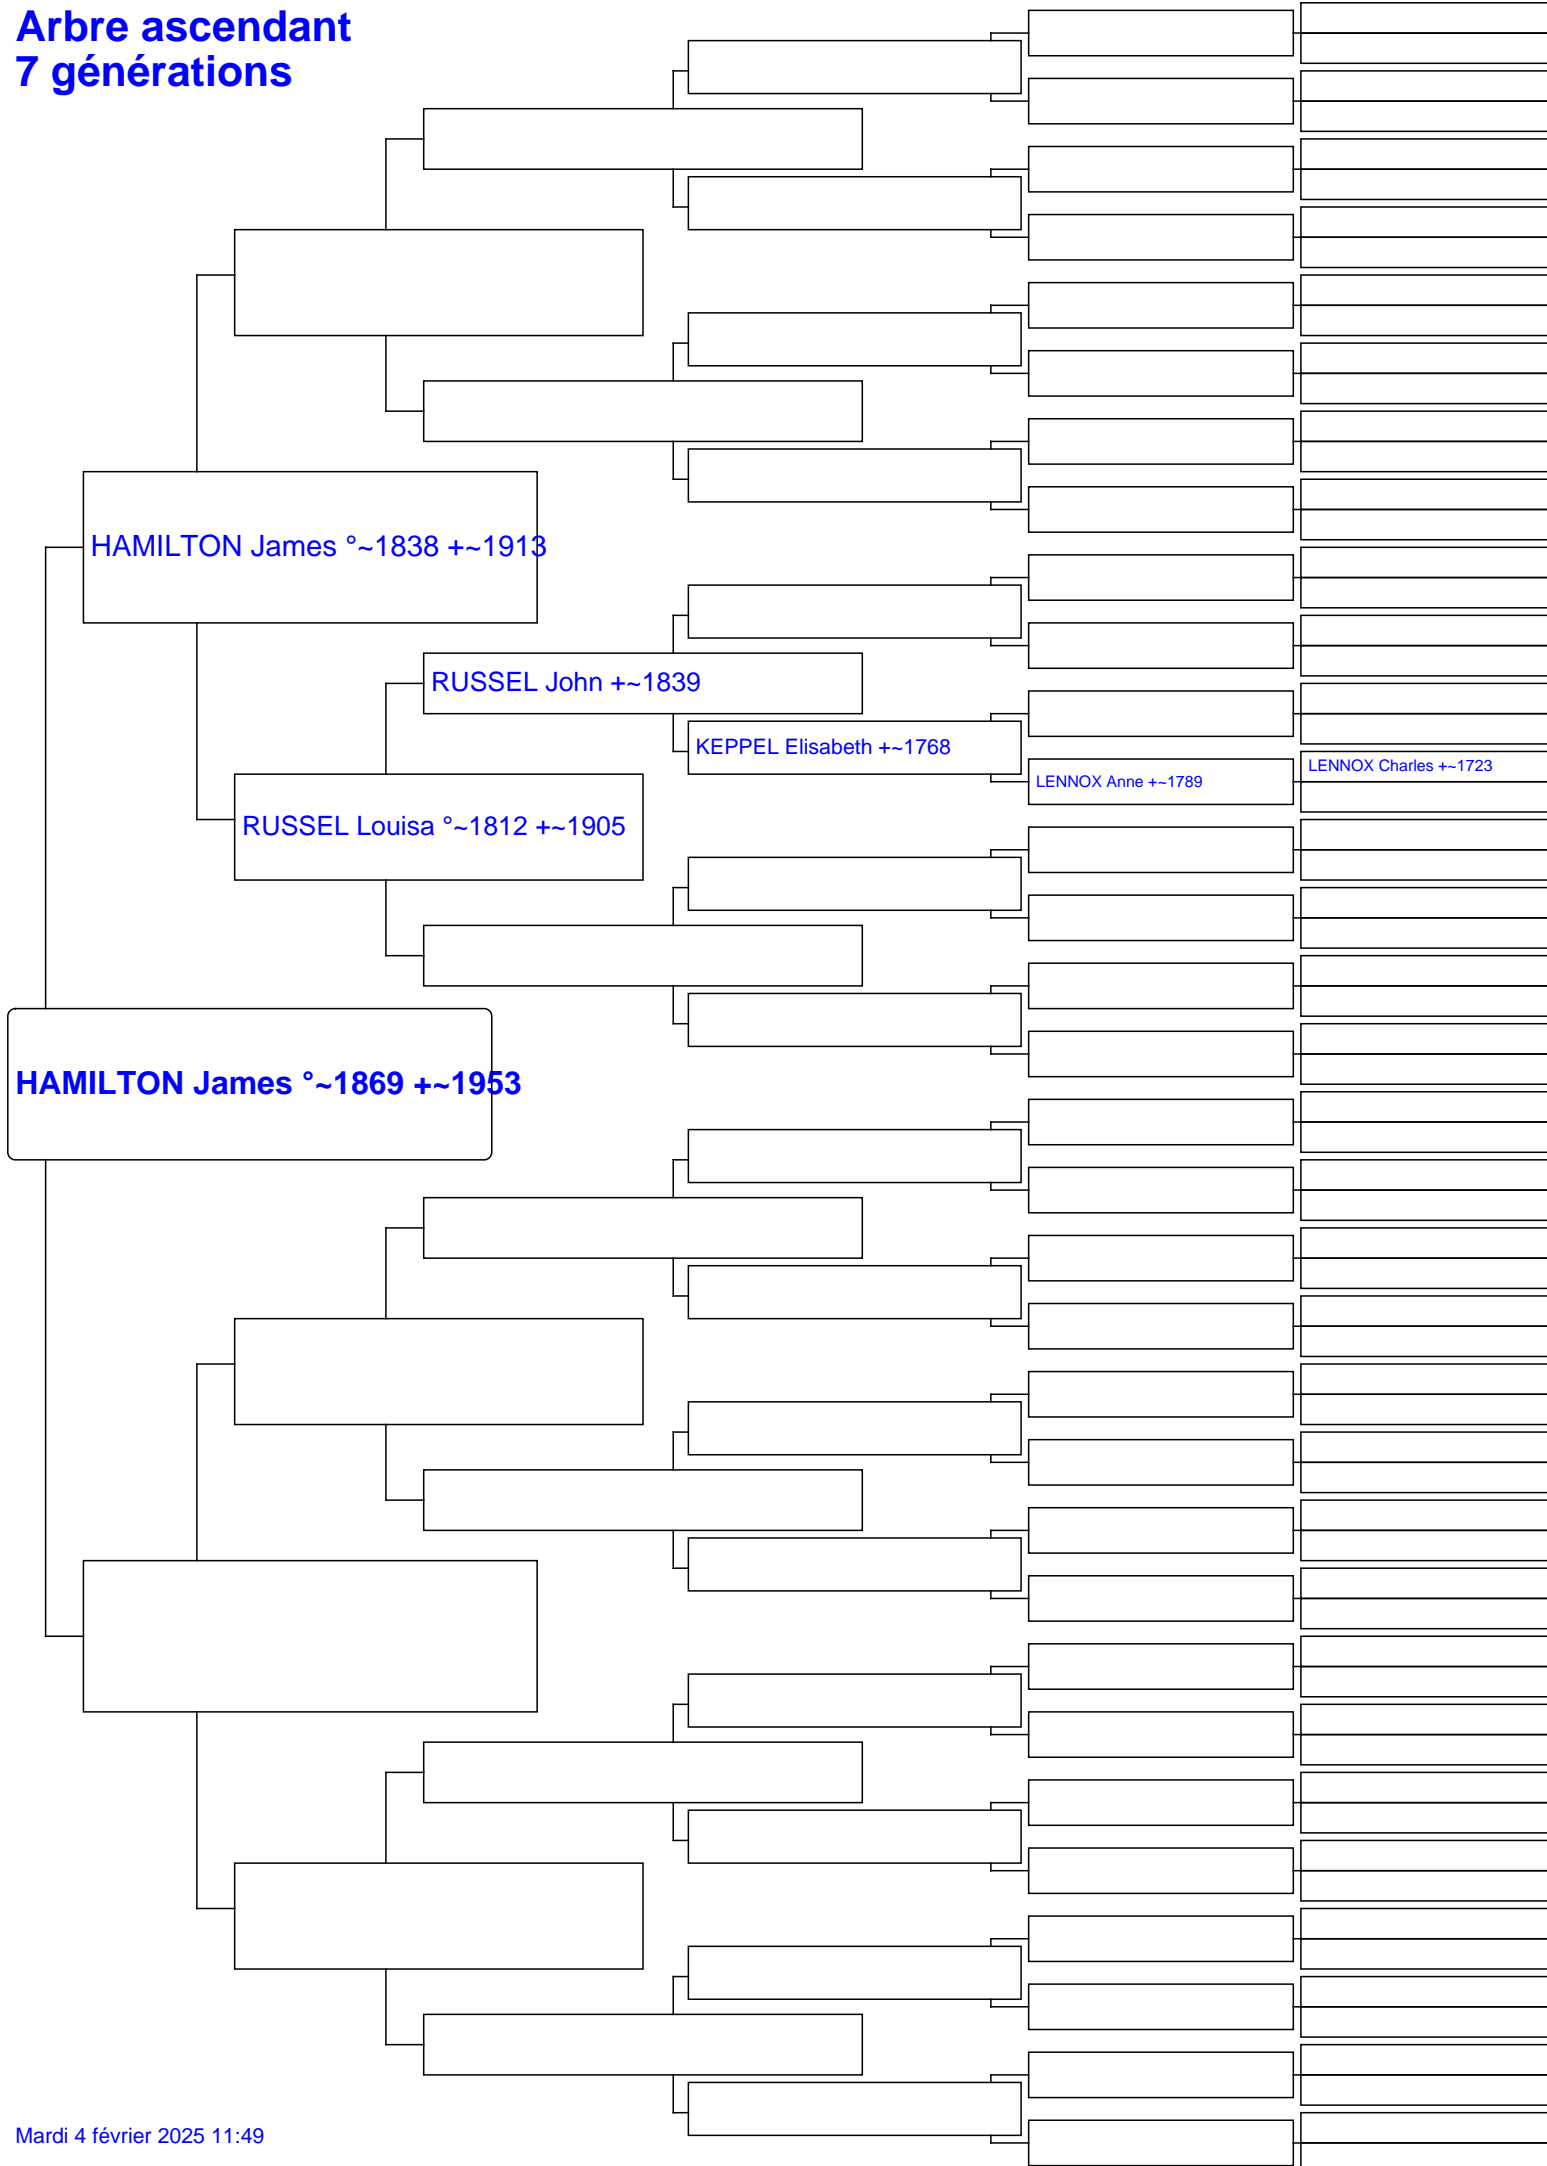 Arbre ascendant
7 générations
HAMILTON James °~1838 +~1913
RUSSEL John +~1839
KEPPEL Elisabeth +~1768
LENNOX Charles +~1723
LENNOX Anne +~1789
RUSSEL Louisa °~1812 +~1905
HAMILTON James °~1869 +~1953
Mardi 4 février 2025 11:49